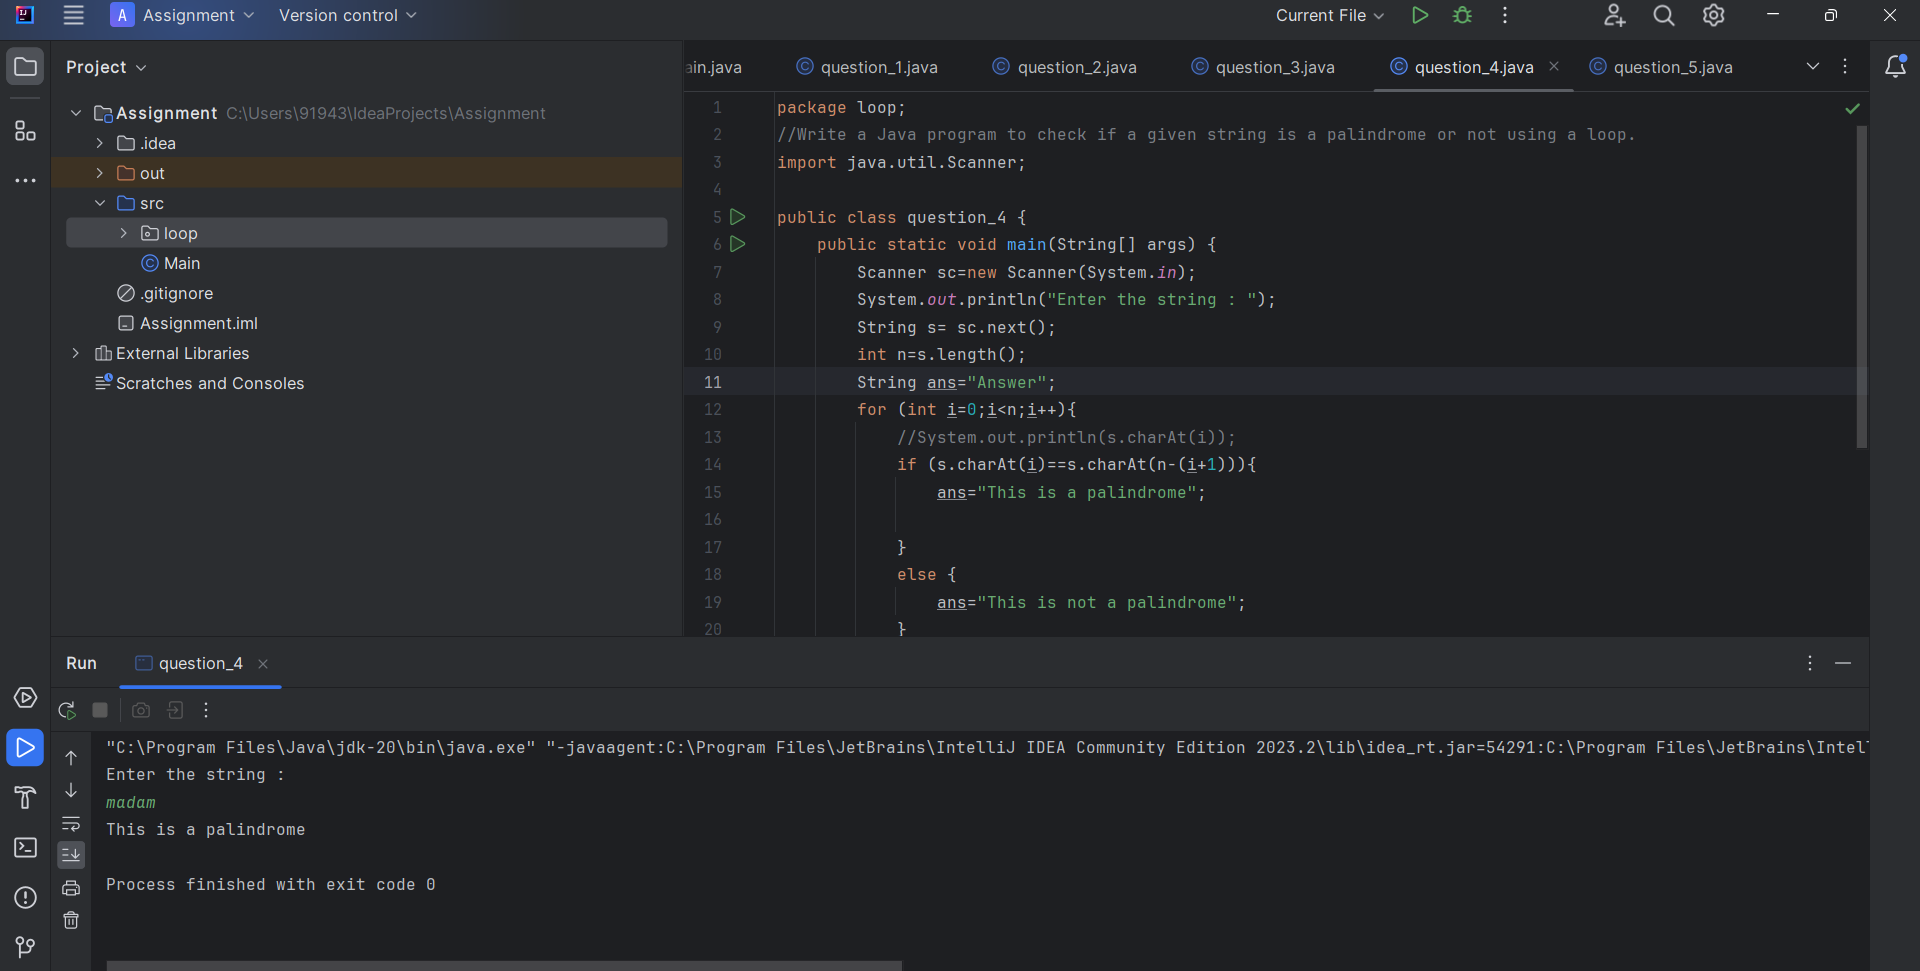 A Assignment Version control Current File
Project
Assignment C:\Users\91943\IdeaProjects\Assignment
.idea
out
src
loop
Main
.gitignore
Assignment.iml
External Libraries
Scratches and Consoles
ain.java question_1.java question_2.java question_3.java question_4.java question_5.java
1 package loop;
2 //Write a Java program to check if a given string is a palindrome or not using a loop.
3 import java.util.Scanner;
4
5 public class question_4 {
6 public static void main(String[] args) {
7 Scanner sc=new Scanner(System.in);
8 System.out.println("Enter the string : ");
9 String s= sc.next();
10 int n=s.length();
11 String ans="Answer";
12 for (int i=0;i<n;i++){
13 //System.out.println(s.charAt(i));
14 if (s.charAt(i)==s.charAt(n-(i+1))){
15 ans="This is a palindrome";
16
17 }
18 else {
19 ans="This is not a palindrome";
20 }
Run question_4
"C:\Program Files\Java\jdk-20\bin\java.exe" "-javaagent:C:\Program Files\JetBrains\IntelliJ IDEA Community Edition 2023.2\lib\idea_rt.jar=54291:C:\Program Files\JetBrains\Intel
Enter the string :
madam
This is a palindrome
Process finished with exit code 0